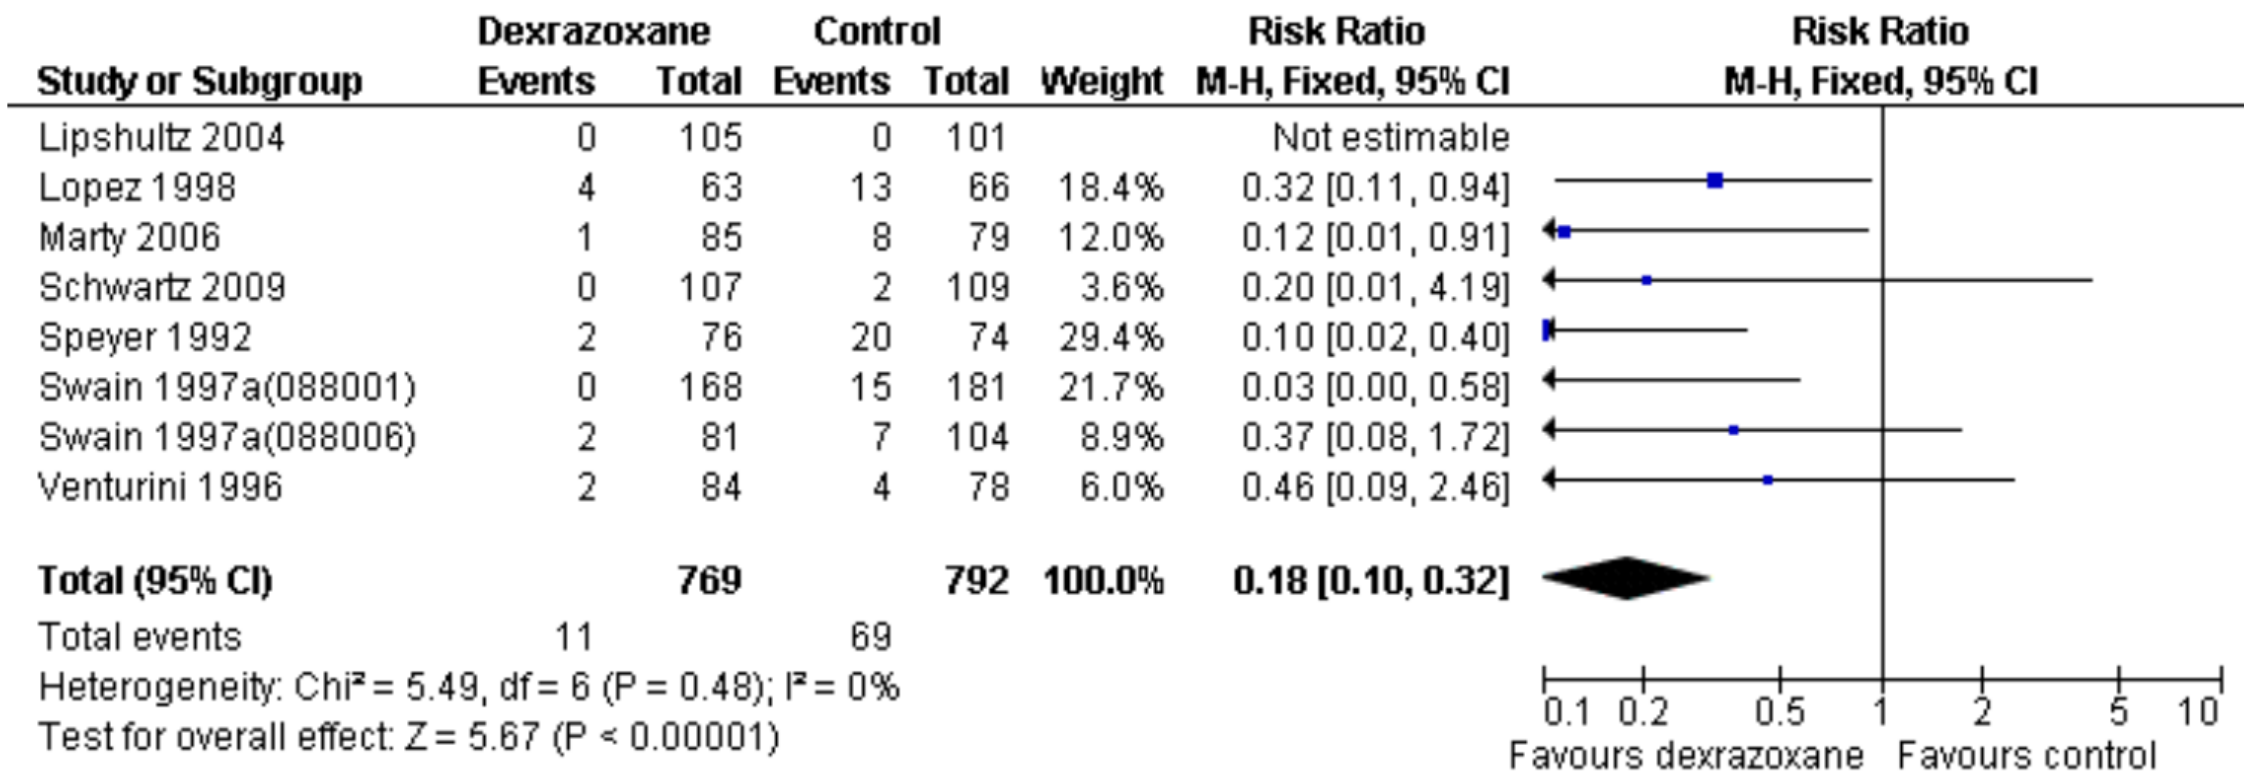 Dexrazoxane Control Risk Ratio Risk Ratio
Study or Subgroup Events Total Events Total Weight M-H, Fixed, 95% CI M-H, Fixed, 95% CI
Lipshultz 2004 0 105 0 101 Not estimable
Lopez 1998 4 63 13 66 18.4% 0.32 [0.11, 0.94]
Marty 2006 1 85 8 79 12.0% 0.12 [0.01, 0.91]
Schwartz 2009 0 107 2 109 3.6% 0.20 [0.01, 4.19]
Speyer 1992 2 76 20 74 29.4% 0.10 [0.02, 0.40]
Swain 1997a(088001) 0 168 15 181 21.7% 0.03 [0.00, 0.58]
Swain 1997a(088006) 2 81 7 104 8.9% 0.37 [0.08, 1.72]
Venturini 1996 2 84 4 78 6.0% 0.46 [0.09, 2.46]
Total (95% CI) 769 792 100.0% 0.18 [0.10, 0.32]
Total events 11 69
Heterogeneity: Chi² = 5.49, df = 6 (P = 0.48); I² = 0%
Test for overall effect: Z = 5.67 (P < 0.00001)
0.1 0.2 0.5 1 2 5 10
Favours dexrazoxane Favours control